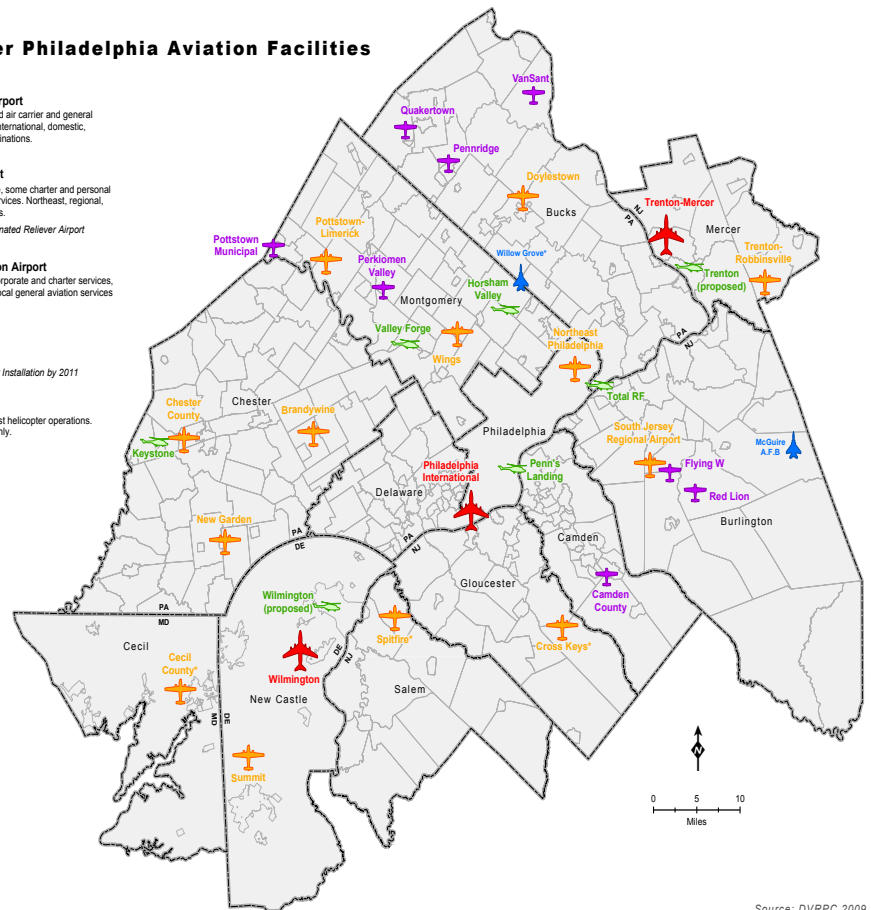 er Philadelphia Aviation Facilities
rport
d air carrier and general
nternational, domestic,
inations.
t
, some charter and personal
rvices. Northeast, regional,
s.
nated Reliever Airport
on Airport
rporate and charter services,
ocal general aviation services
Installation by 2011
st helicopter operations.
nly.
VanSant
Quakertown
Pennridge
Doylestown
Bucks
Trenton-Mercer
NJ
PA
Mercer
Pottstown
Municipal
Pottstown-
Limerick
Perkiomen
Valley
Willow Grove*
Trenton-
Robbinsville
Trenton
(proposed)
Horsham
Valley
Montgomery
Valley Forge
Wings
Northeast
Philadelphia
PA
NJ
Total RF
Chester
County
Chester
Brandywine
Keystone
Philadelphia
South Jersey
Regional Airport
McGuire
A.F.B
Flying W
Red Lion
Philadelphia
International
Penn's
Landing
Delaware
Burlington
New Garden
PA
DE
PA
NJ
Camden
Gloucester
Camden
County
Wilmington
(proposed)
PA
MD
Spitfire*
Cross Keys*
Cecil
Cecil
County*
DE
NJ
Wilmington
New Castle
Salem
MD
DE
Summit
N
0 5 10
Miles
Source: DVRPC 2009